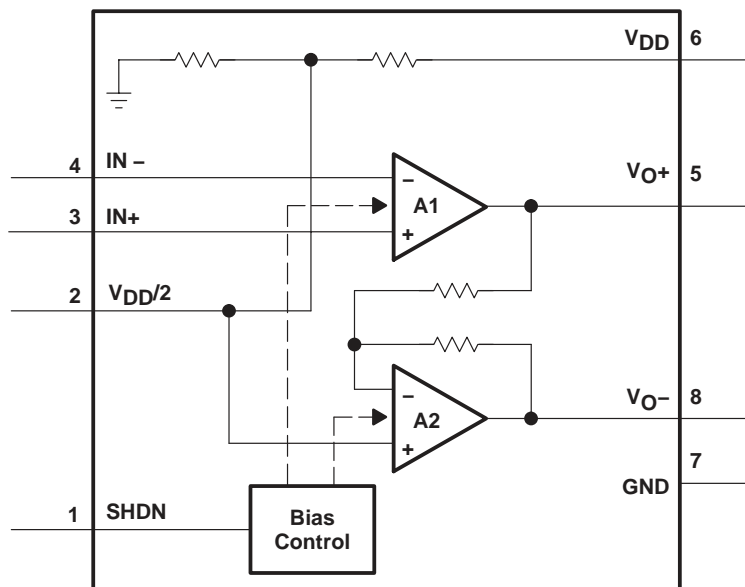 VDD 6
4 IN −
VO+ 5
− A1 +
3 IN+
2 VDD/2
− A2 +
VO− 8
7
GND
1 SHDN
Bias
Control